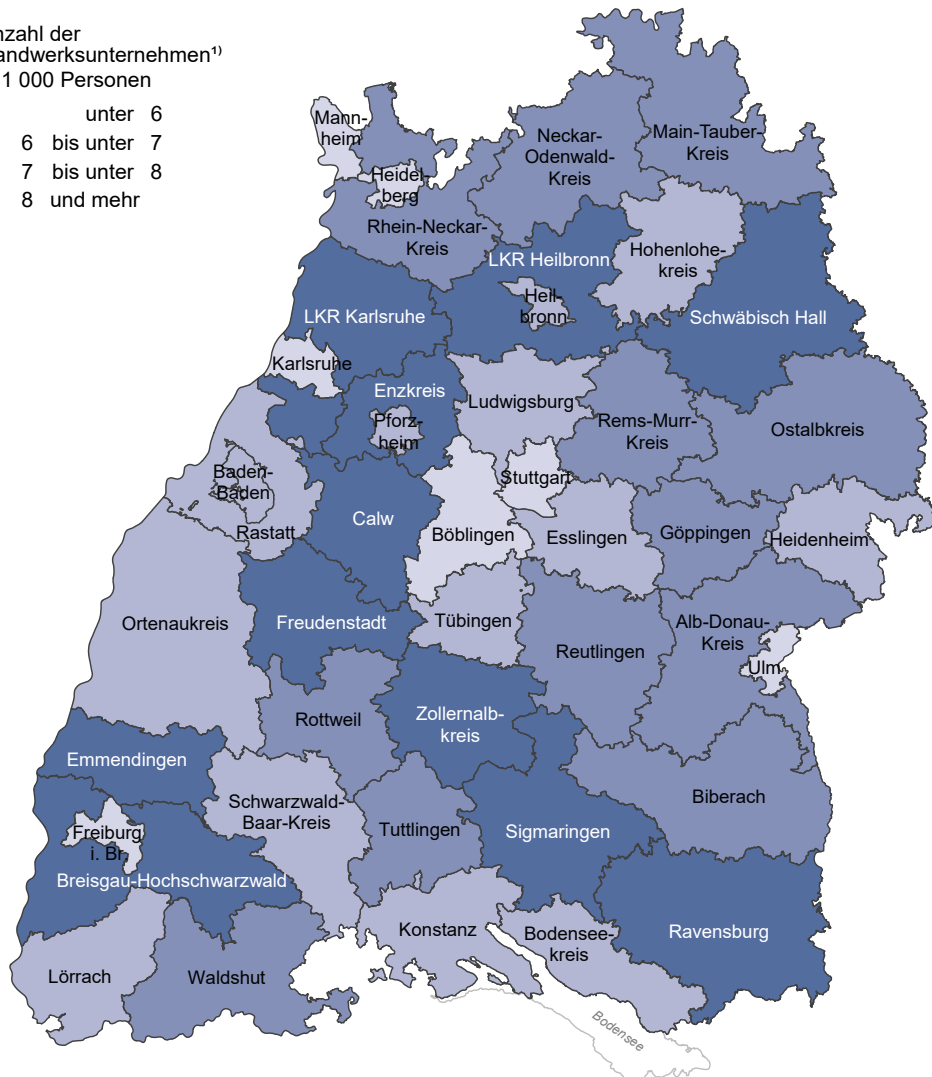 nzahl der
andwerksunternehmen¹⁾
1 000 Personen
unter 6
6 bis unter 7
7 bis unter 8
8 und mehr
Mann-
heim
Heidel-
berg
Rhein-Neckar-
Kreis
Neckar-
Odenwald-
Kreis
Main-Tauber-
Kreis
LKR Heilbronn
Heil-
bronn
Hohenlohe-
kreis
Schwäbisch Hall
LKR Karlsruhe
Karlsruhe
Enzkreis
Pforz-
heim
Ludwigsburg
Rems-Murr-
Kreis
Ostalbkreis
Baden-
Baden
Rastatt
Calw
Böblingen
Stuttgart
Esslingen
Göppingen
Heidenheim
Ortenaukreis
Freudenstadt
Tübingen
Reutlingen
Alb-Donau-
Kreis
Ulm
Rottweil
Zollernalb-
kreis
Emmendingen
Schwarzwald-
Baar-Kreis
Tuttlingen
Sigmaringen
Biberach
Freiburg
i. Br.
Breisgau-Hochschwarzwald
Konstanz
Bodensee-
kreis
Ravensburg
Lörrach
Waldshut
Bodensee